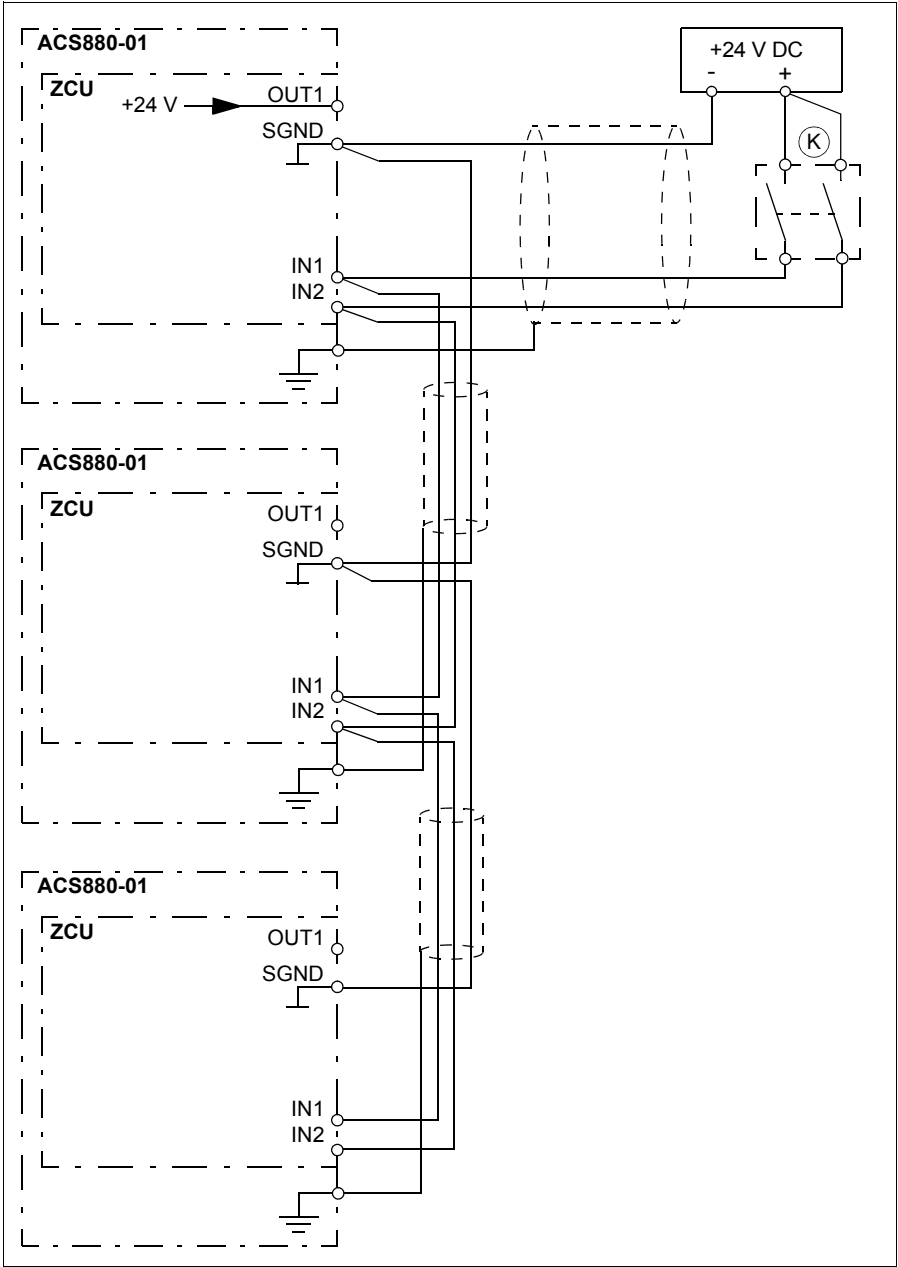 ACS880-01
ZCU
+24 V
OUT1
SGND
IN1
IN2
+24 V DC
- +
K
ACS880-01
ZCU
OUT1
SGND
IN1
IN2
ACS880-01
ZCU
OUT1
SGND
IN1
IN2